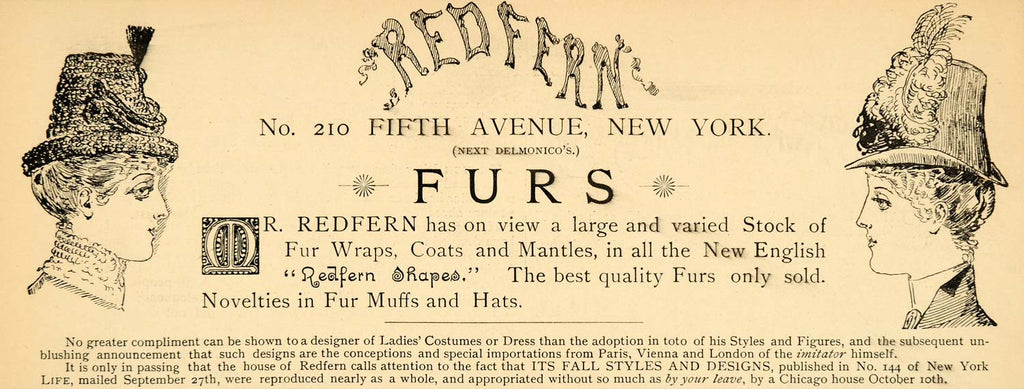 REDFERN
No. 210 FIFTH AVENUE, NEW YORK.
(NEXT DELMONICO'S.)
FURS
MR. REDFERN has on view a large and varied Stock of
Fur Wraps, Coats and Mantles, in all the New English
"Redfern Shapes." The best quality Furs only sold.
Novelties in Fur Muffs and Hats.
No greater compliment can be shown to a designer of Ladies' Costumes or Dress than the adoption in toto of his Styles and Figures, and the subsequent un-
blushing announcement that such designs are the conceptions and special importations from Paris, Vienna and London of the imitator himself.
It is only in passing that the house of Redfern calls attention to the fact that ITS FALL STYLES AND DESIGNS, published in No. 144 of New York
LIFE, mailed September 27th, were reproduced nearly as a whole, and appropriated without so much as by your leave, by a Chicago house October 10th.